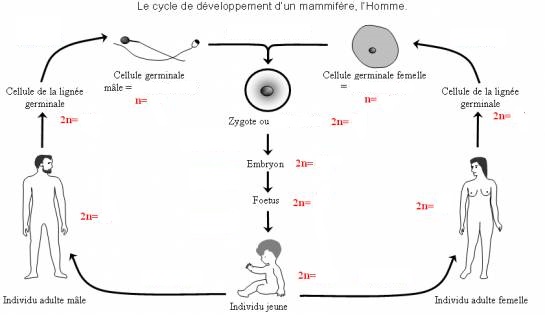 Le cycle de développement d'un mammifére, l'Homme.
Cellule germinale
mâle =
n=
Cellule germinale femelle
=
n=
Cellule de la lignée
germinale
2n=
Cellule de la lignée
germinale
2n=
Zygote ou
2n=
Embryon 2n=
Foetus 2n=
2n=
2n=
2n=
Individu adulte mâle
Individu jeune
Individu adulte femelle